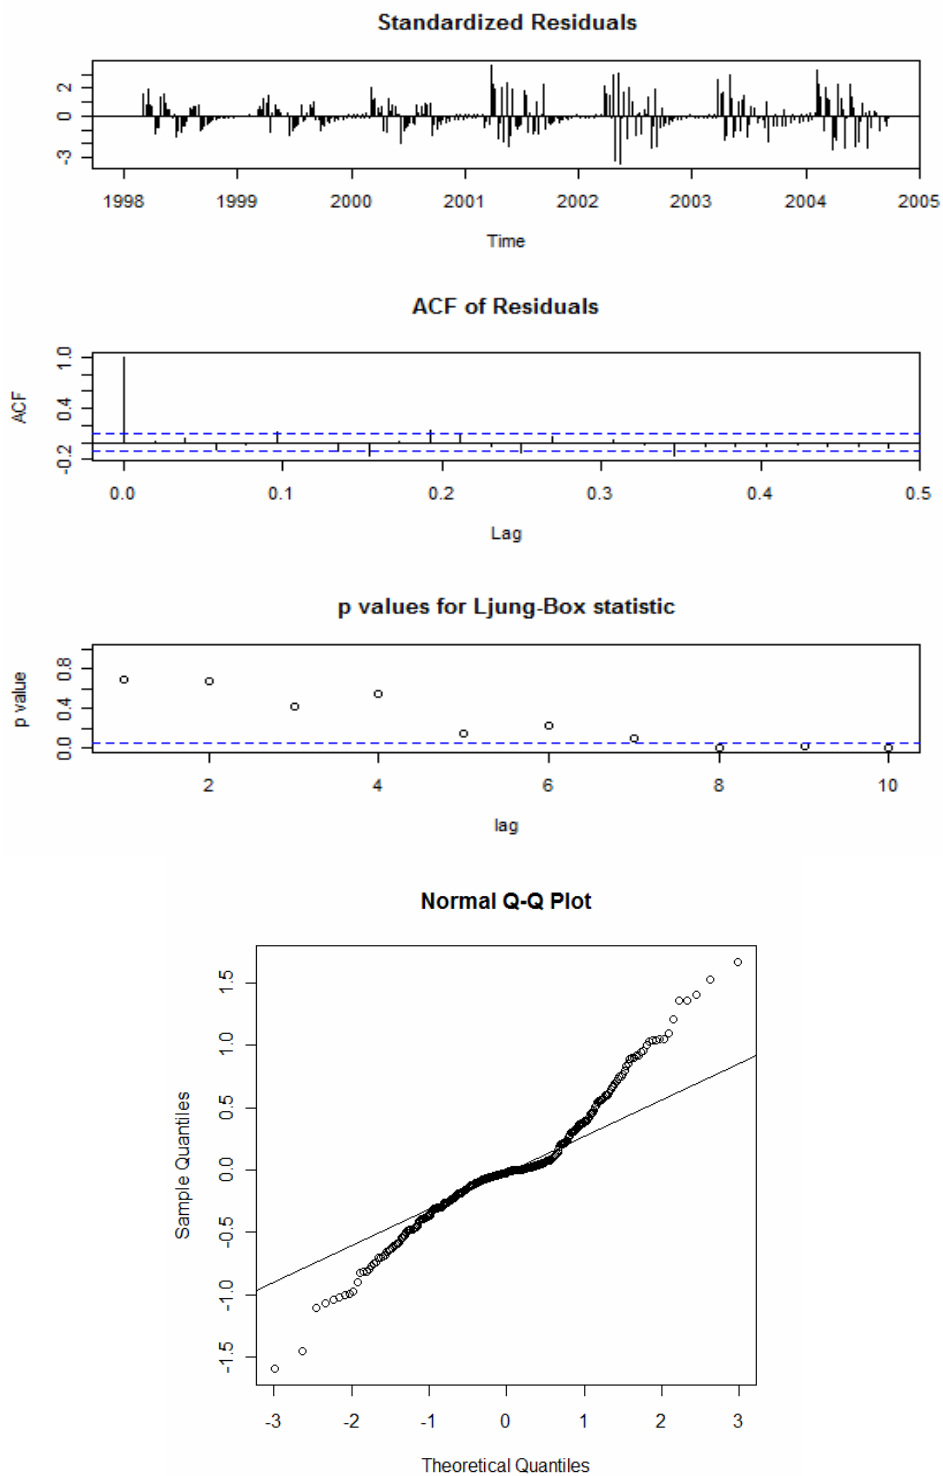 Standardized Residuals
2
0
-3
1998 1999 2000 2001 2002 2003 2004 2005
Time
ACF of Residuals
ACF
1.0
0.4
-0.2
0.0 0.1 0.2 0.3 0.4 0.5
Lag
p values for Ljung-Box statistic
p value
0.8
0.4
0.0
2 4 6 8 10
lag
Normal Q-Q Plot
Sample Quantiles
1.5
1.0
0.5
0.0
-0.5
-1.0
-1.5
-3 -2 -1 0 1 2 3
Theoretical Quantiles